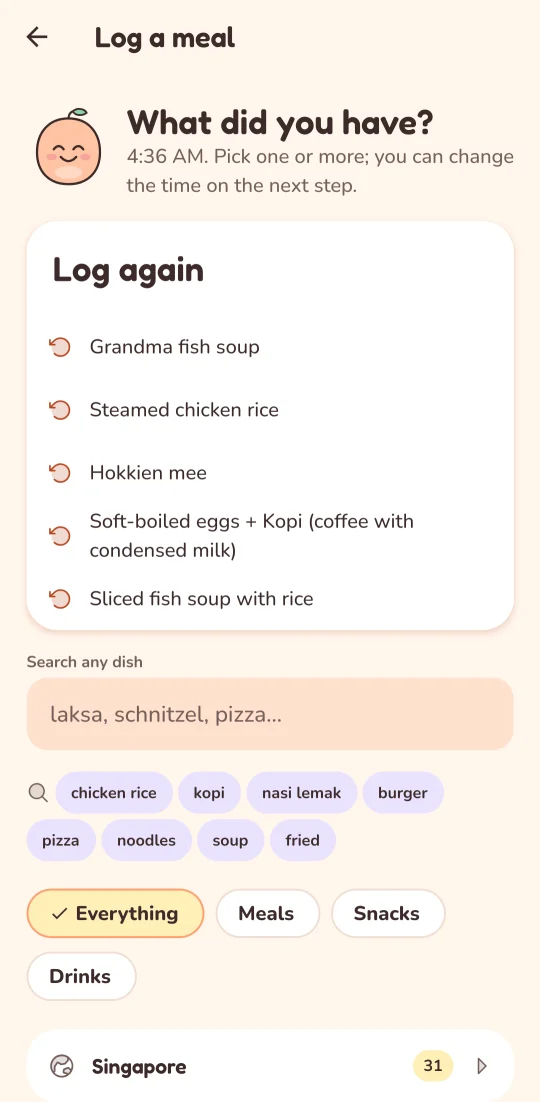 Log a meal
What did you have?
4:36 AM. Pick one or more; you can change
the time on the next step.
Log again
Grandma fish soup
Steamed chicken rice
Hokkien mee
Soft-boiled eggs + Kopi (coffee with
condensed milk)
Sliced fish soup with rice
Search any dish
laksa, schnitzel, pizza...
chicken rice kopi nasi lemak burger
pizza noodles soup fried
Everything Meals Snacks
Drinks
Singapore 31